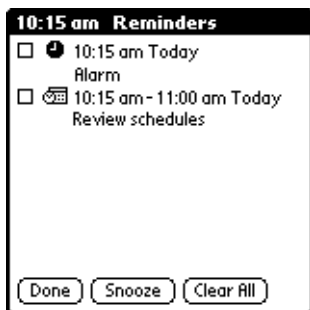 10:15 am Reminders
10:15 am Today
Alarm
10:15 am - 11:00 am Today
Review schedules
Done Snooze Clear All